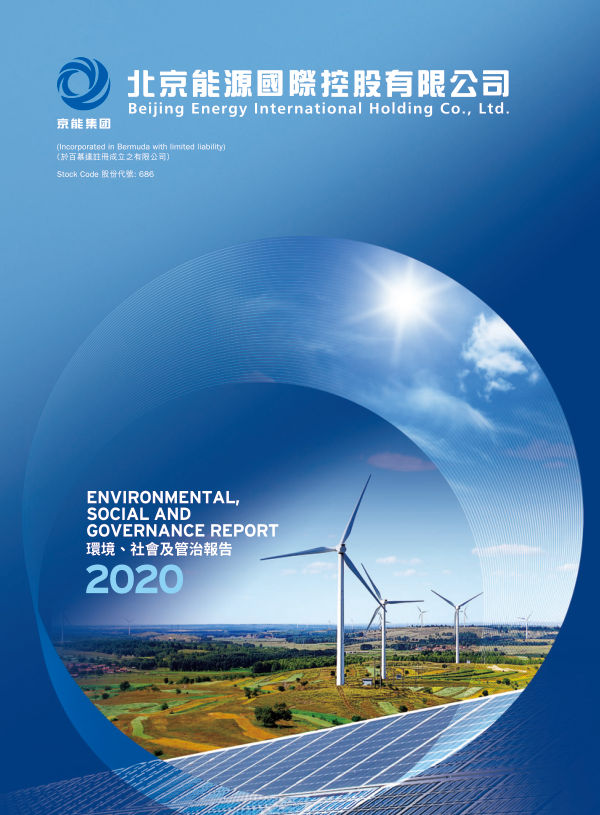 北京能源國際控股有限公司
Beijing Energy International Holding Co., Ltd.
京能集团
(Incorporated in Bermuda with limited liability)
(於百慕達註冊成立之有限公司)
Stock Code 股份代號: 686
ENVIRONMENTAL,
SOCIAL AND
GOVERNANCE REPORT
環境、社會及管治報告
2020